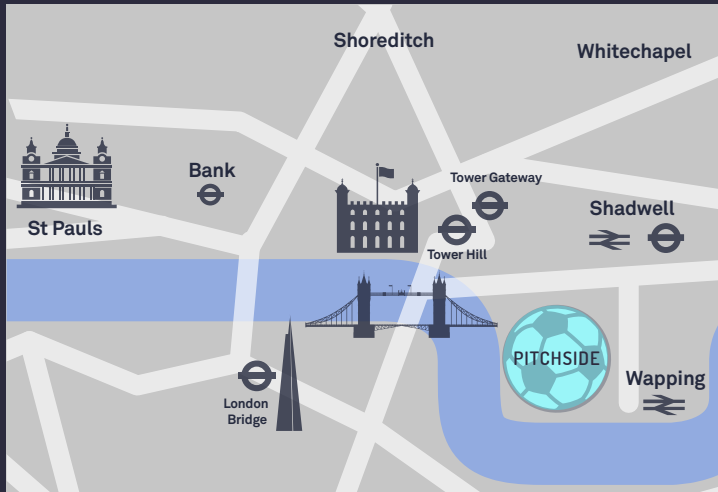 Shoreditch
Whitechapel
Bank
Tower Gateway
Shadwell
St Pauls
Tower Hill
PITCHSIDE
Wapping
London
Bridge